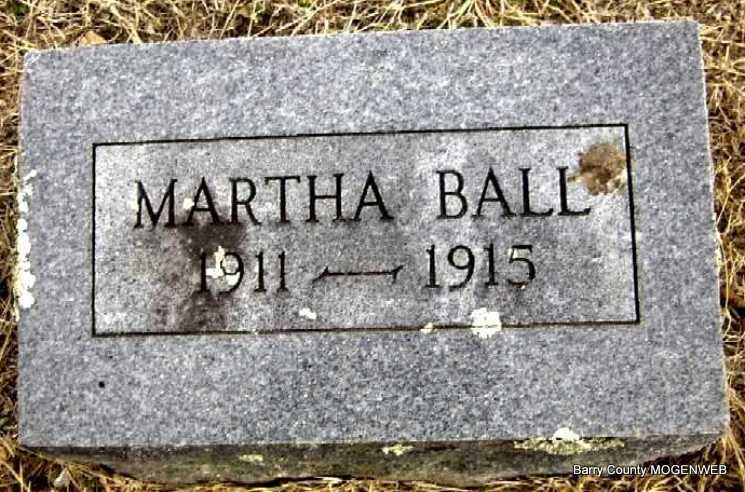 MARTHA BALL
1911 — 1915
Barry County MOGENWEB